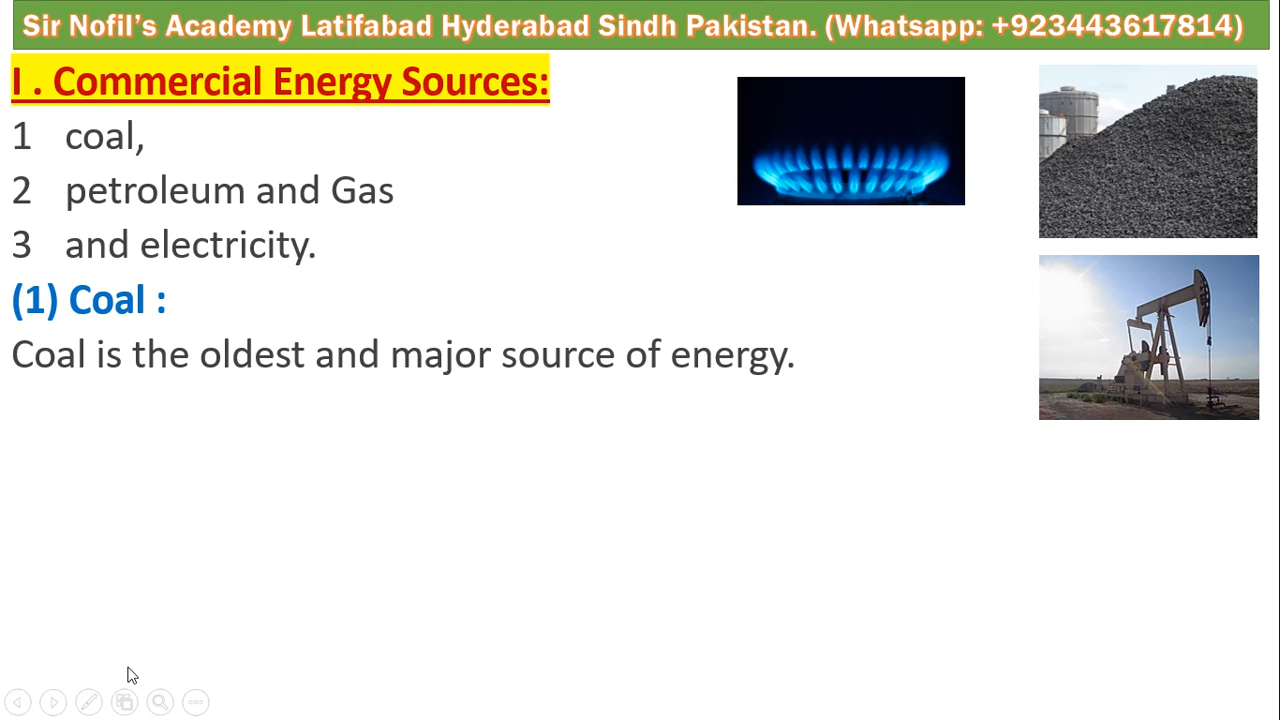 Sir Nofil's Academy Latifabad Hyderabad Sindh Pakistan. (Whatsapp: +923443617814)
I . Commercial Energy Sources:
1 coal,
2 petroleum and Gas
3 and electricity.
(1) Coal :
Coal is the oldest and major source of energy.